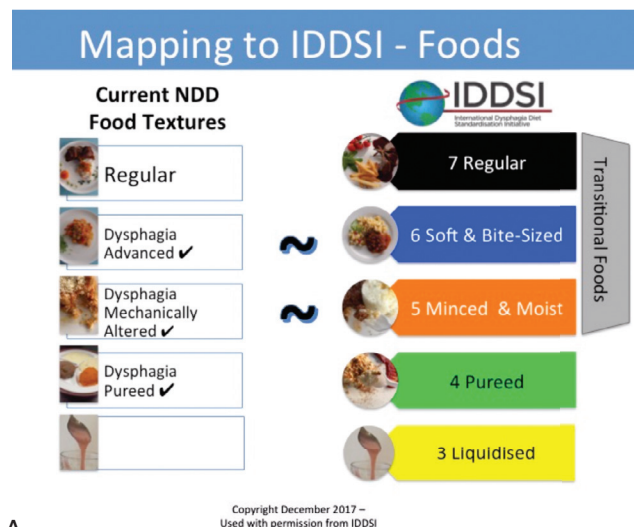 Mapping to IDDSI - Foods
Current NDD
Food Textures
IDDSI
International Dysphagia Diet
Standardisation Initiative
Regular
7 Regular
Dysphagia
Advanced ✔
~
6 Soft & Bite-Sized
Dysphagia
Mechanically
Altered ✔
~
5 Minced & Moist
Transitional Foods
Dysphagia
Pureed ✔
4 Pureed
3 Liquidised
Copyright December 2017 –
Used with permission from IDDSI
A